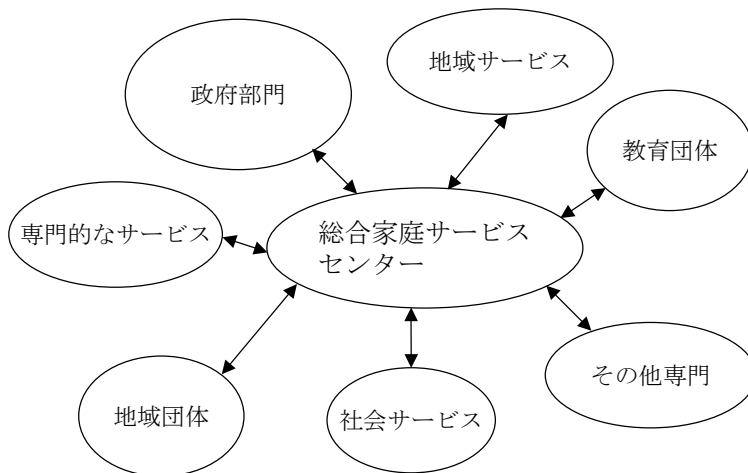 地域サービス
政府部門
教育団体
専門的なサービス
総合家庭サービス
センター
その他専門
地域団体
社会サービス